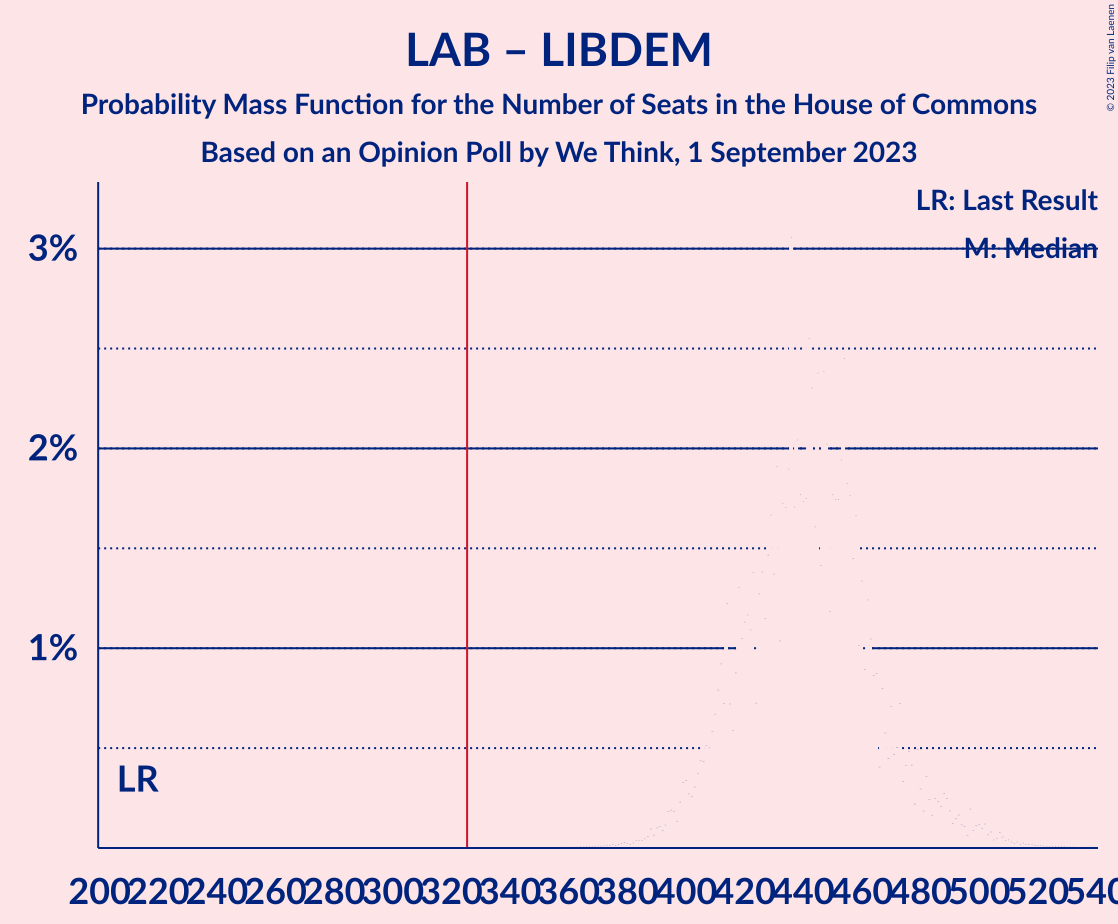 LAB – LIBDEM
Probability Mass Function for the Number of Seats in the House of Commons
Based on an Opinion Poll by We Think, 1 September 2023
© 2023 Filip van Laenen
LR: Last Result
M: Median
3%
2%
1%
LR
200 220 240 260 280 300 320 340 360 380 400 420 440 460 480 500 520 540